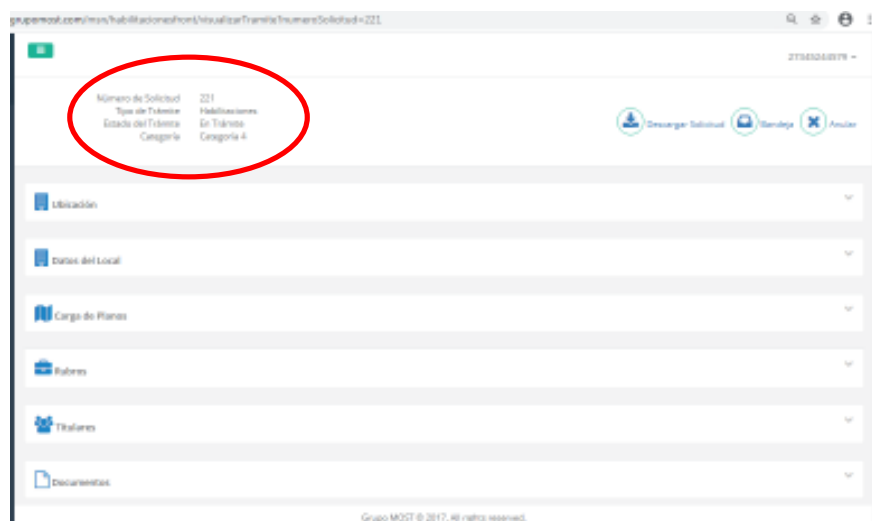 grupomost.com/msn/habilitacionesfront/visualizarTramite?numeroSolicitud=221
Número de Solicitud 221
Tipo de Trámite Habilitaciones
Estado del Trámite En Trámite
Categoría Categoría 4
Descargar Solicitud Bandeja Anular
Ubicación
Datos del Local
Carga de Planos
Rubros
Titulares
Documentos
Grupo MOST © 2017. All rights reserved.